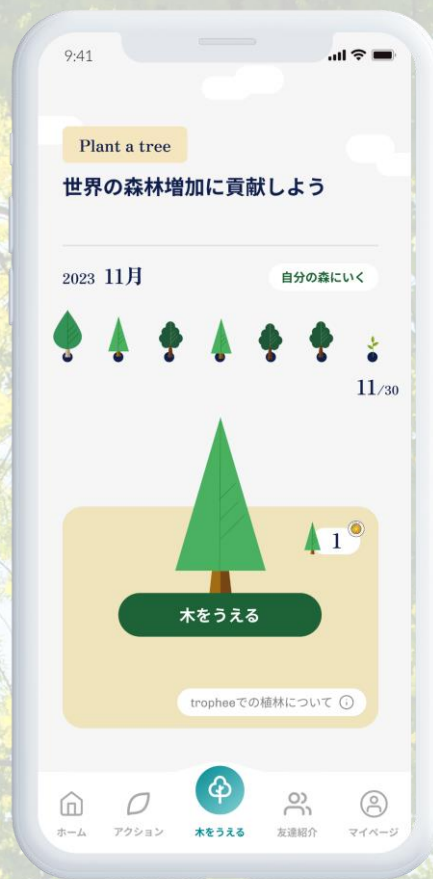 9:41
Plant a tree
世界の森林増加に貢献しよう
2023 11月
自分の森にいく
11/30
1
木をうえる
tropheeでの植林について
ホーム
アクション
木をうえる
友達紹介
マイページ